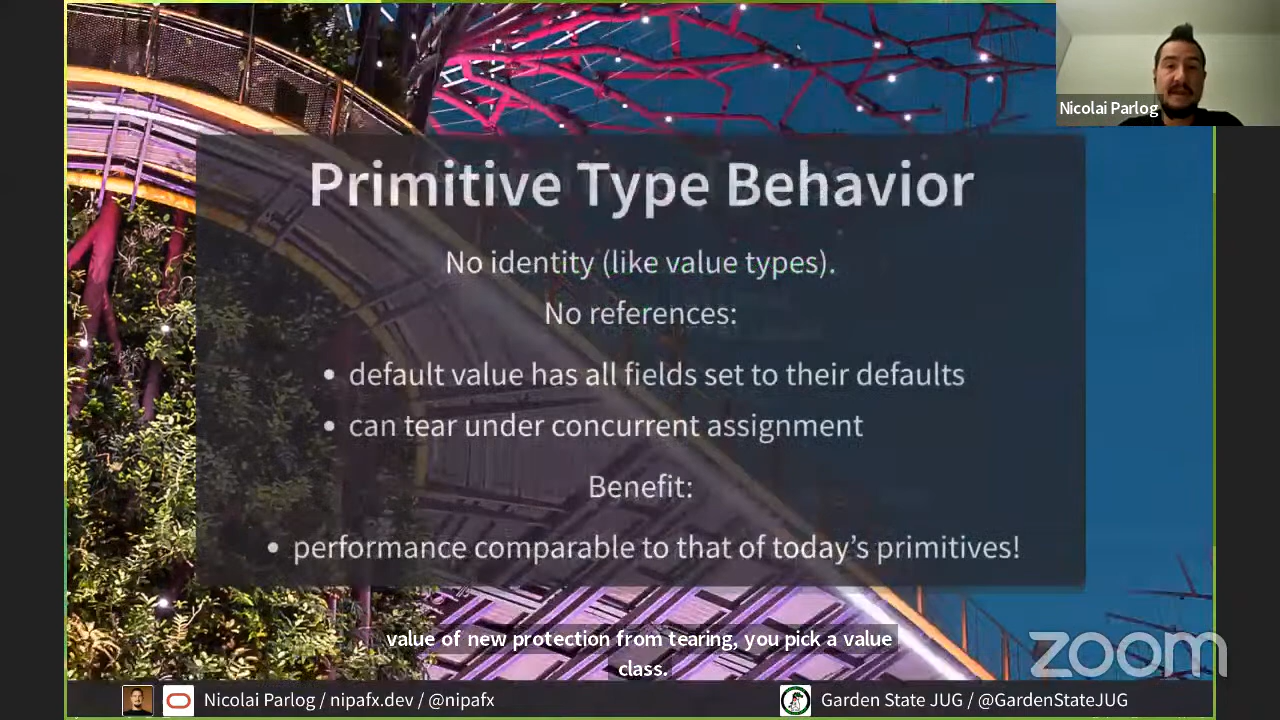 Nicolai Parlog
Primitive Type Behavior
No identity (like value types).
No references:
• default value has all fields set to their defaults
• can tear under concurrent assignment
Benefit:
• performance comparable to that of today's primitives!
value of new protection from tearing, you pick a value
class.
zoom
Nicolai Parlog / nipafx.dev / @nipafx
Garden State JUG / @GardenStateJUG